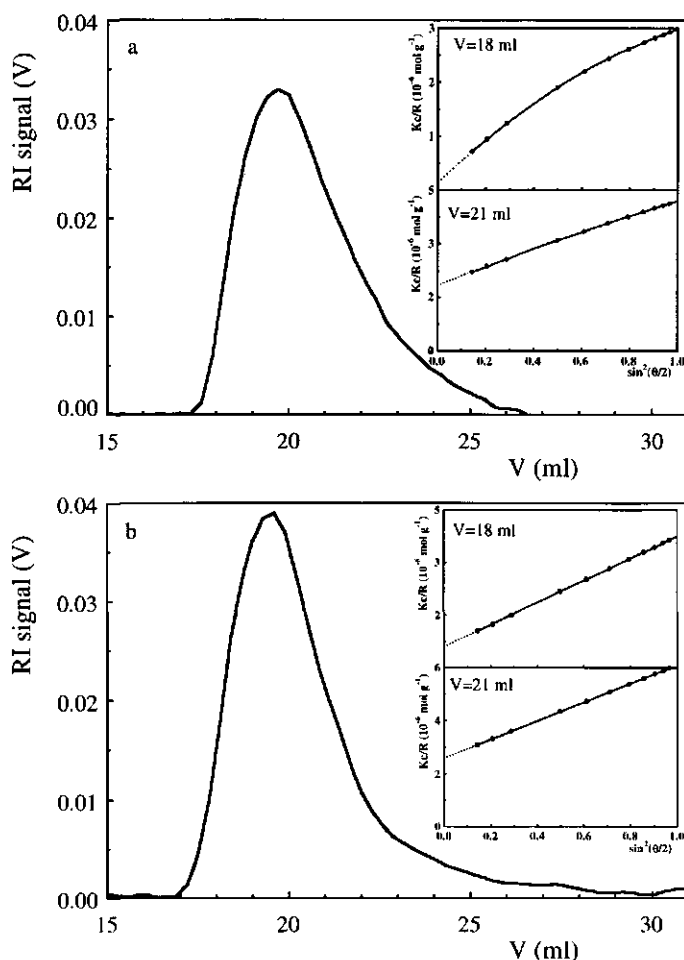 0.04
a
RI signal (V)
0.03
0.02
0.01
0.00
15
20
25
30
V (ml)
3
V=18 ml
Kc/R (10⁻⁶ mol g⁻¹)
2
1
5
V=21 ml
Kc/R (10⁻⁶ mol g⁻¹)
3
2
0
0.0 0.2 0.4 0.6 0.8 1.0
sin²(θ/2)
0.04
b
RI signal (V)
0.03
0.02
0.01
0.00
15
20
25
30
V (ml)
5
V=18 ml
Kc/R (10⁻⁶ mol g⁻¹)
3
2
6
V=21 ml
Kc/R (10⁻⁶ mol g⁻¹)
4
2
0
0.0 0.2 0.4 0.6 0.8 1.0
sin²(θ/2)